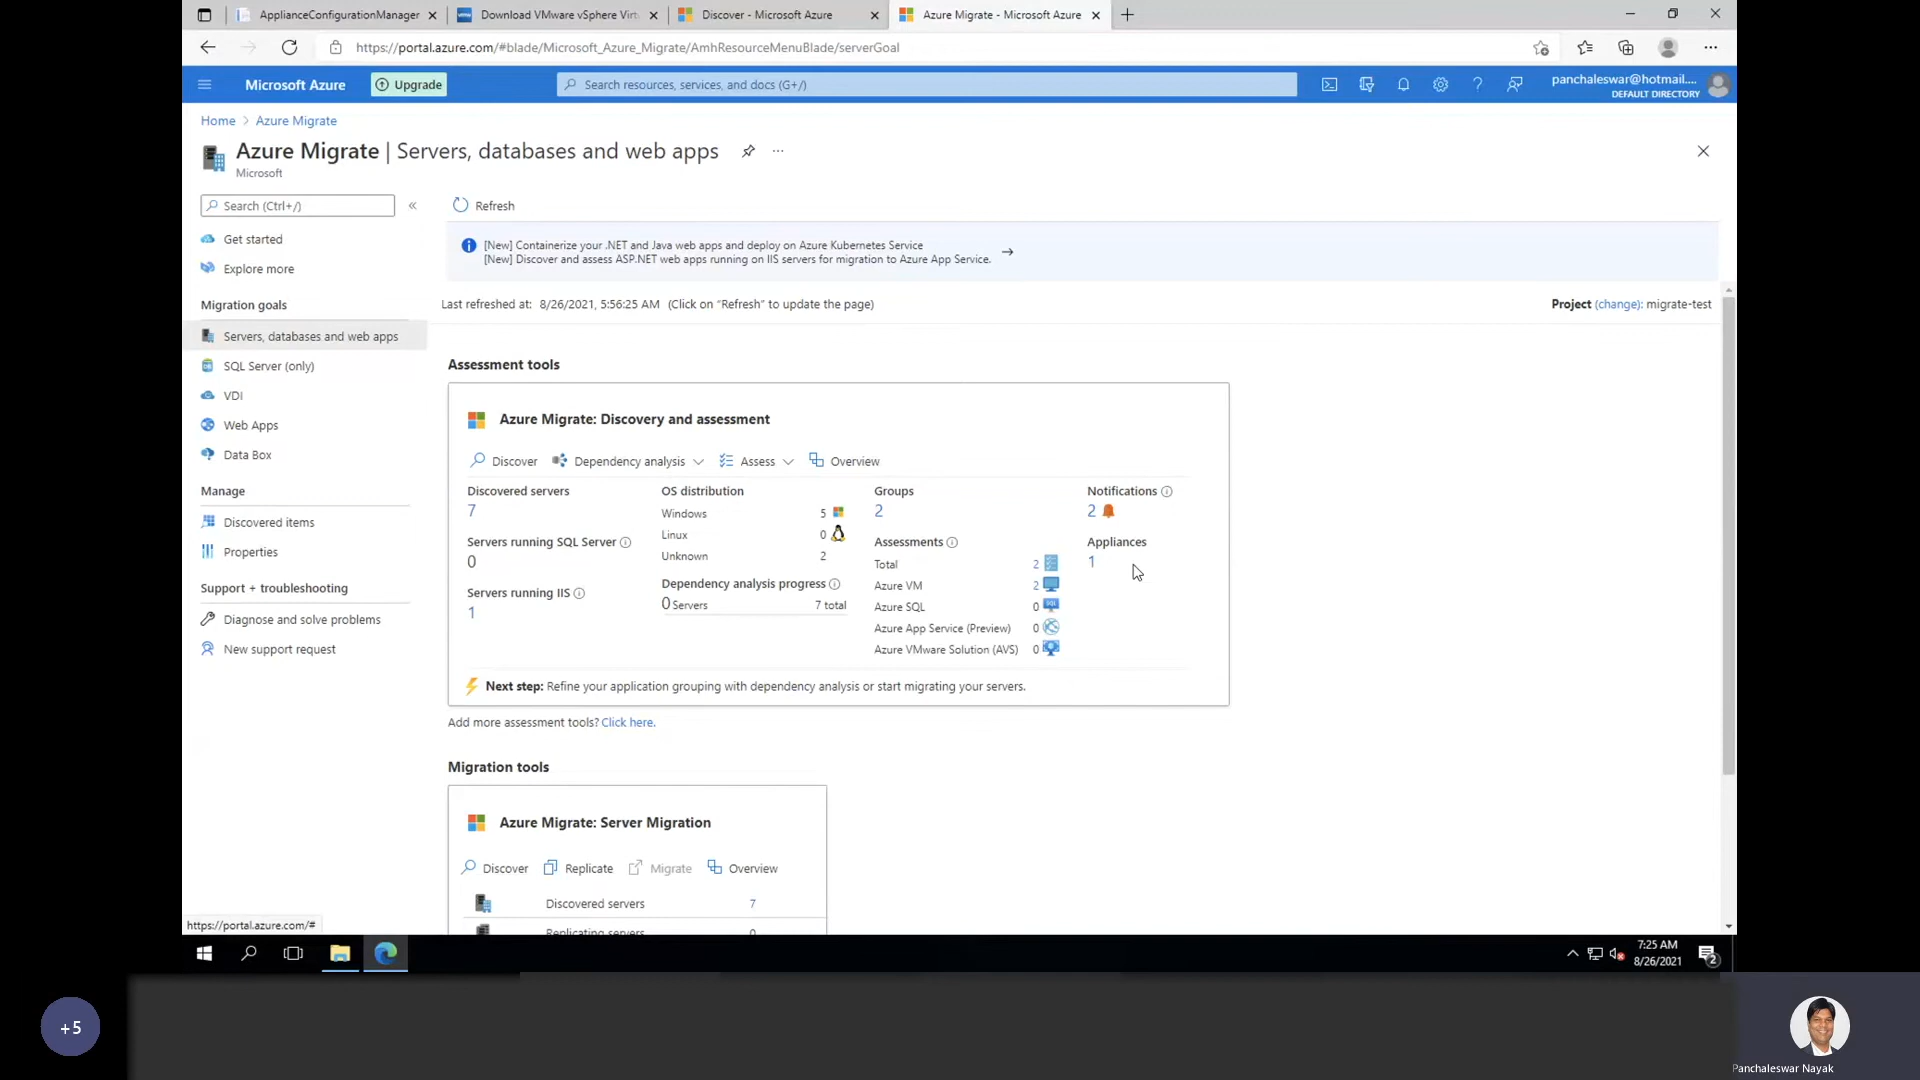 ApplianceConfigurationManager
Download VMware vSphere Virt
Discover - Microsoft Azure
Azure Migrate - Microsoft Azure
https://portal.azure.com/#blade/Microsoft_Azure_Migrate/AmhResourceMenuBlade/serverGoal
Microsoft Azure
Upgrade
Search resources, services, and docs (G+/)
panchaleswar@hotmail....
DEFAULT DIRECTORY
Home > Azure Migrate
Azure Migrate | Servers, databases and web apps
Microsoft
Search (Ctrl+/)
Get started
Explore more
Migration goals
Servers, databases and web apps
SQL Server (only)
VDI
Web Apps
Data Box
Manage
Discovered items
Properties
Support + troubleshooting
Diagnose and solve problems
New support request
Refresh
[New] Containerize your .NET and Java web apps and deploy on Azure Kubernetes Service
[New] Discover and assess ASP.NET web apps running on IIS servers for migration to Azure App Service.
Last refreshed at: 8/26/2021, 5:56:25 AM (Click on “Refresh” to update the page)
Project (change): migrate-test
Assessment tools
Azure Migrate: Discovery and assessment
Discover Dependency analysis Assess Overview
Discovered servers
7
Servers running SQL Server
0
Servers running IIS
1
OS distribution
Windows 5
Linux 0
Unknown 2
Dependency analysis progress
0 Servers 7 total
Groups
2
Assessments
Total 2
Azure VM 2
Azure SQL 0
Azure App Service (Preview) 0
Azure VMware Solution (AVS) 0
Notifications
2
Appliances
1
Next step: Refine your application grouping with dependency analysis or start migrating your servers.
Add more assessment tools? Click here.
Migration tools
Azure Migrate: Server Migration
Discover Replicate Migrate Overview
Discovered servers 7
Replicating servers 0
https://portal.azure.com/#
7:25 AM
8/26/2021
2
+5
Panchaleswar Nayak